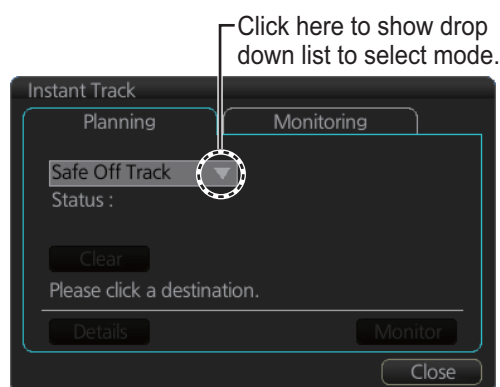 Click here to show drop
down list to select mode.
Instant Track
Planning
Monitoring
Safe Off Track
Status :
Clear
Please click a destination.
Details
Monitor
Close